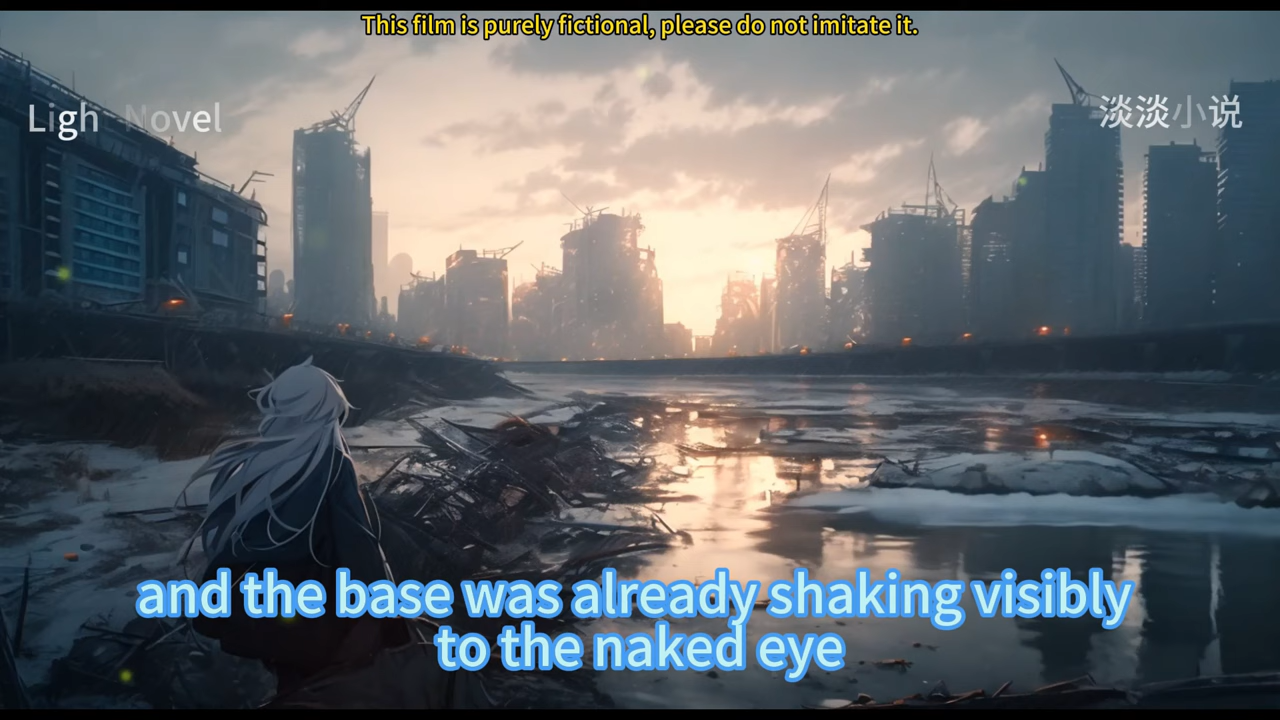 This film is purely fictional, please do not imitate it.
Ligh Novel
淡淡小说
and the base was already shaking visibly
to the naked eye